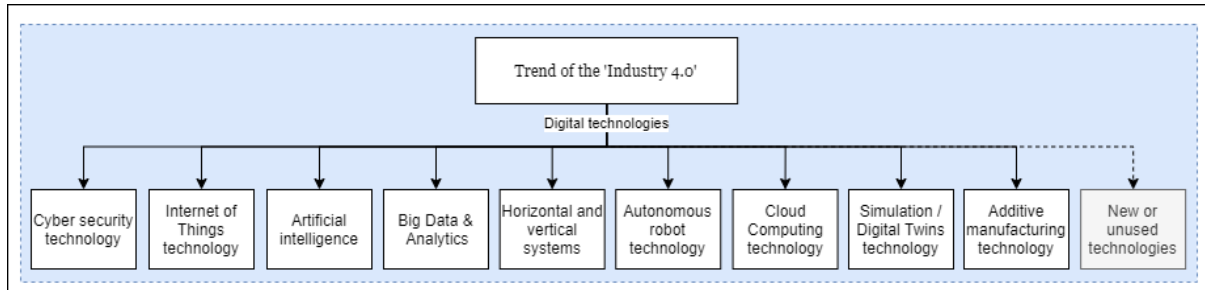 Trend of the 'Industry 4.0'
Digital technologies
Cyber security
technology
Internet of
Things
technology
Artificial
intelligence
Big Data &
Analytics
Horizontal and
vertical
systems
Autonomous
robot
technology
Cloud
Computing
technology
Simulation /
Digital Twins
technology
Additive
manufacturing
technology
New or
unused
technologies